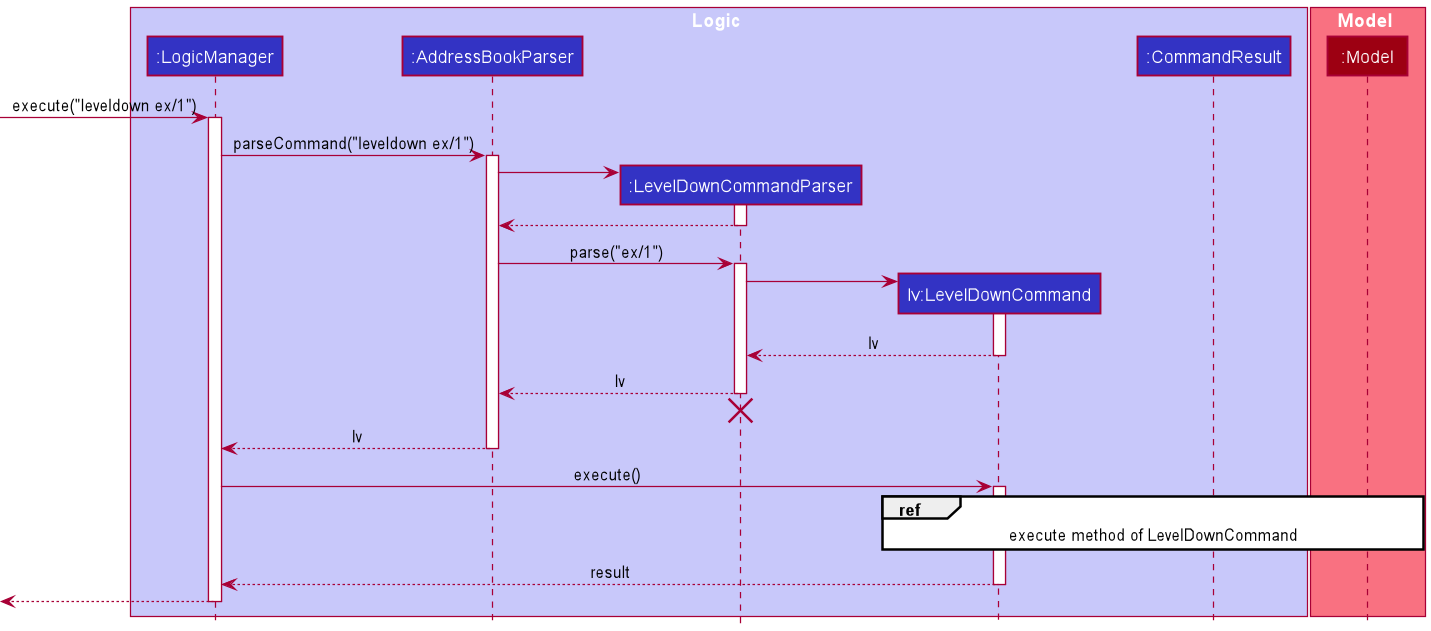 Logic
Model
:LogicManager
:AddressBookParser
:CommandResult
:Model
execute("leveldown ex/1")
parseCommand("leveldown ex/1")
:LevelDownCommandParser
parse("ex/1")
lv:LevelDownCommand
lv
lv
lv
execute()
ref
execute method of LevelDownCommand
result